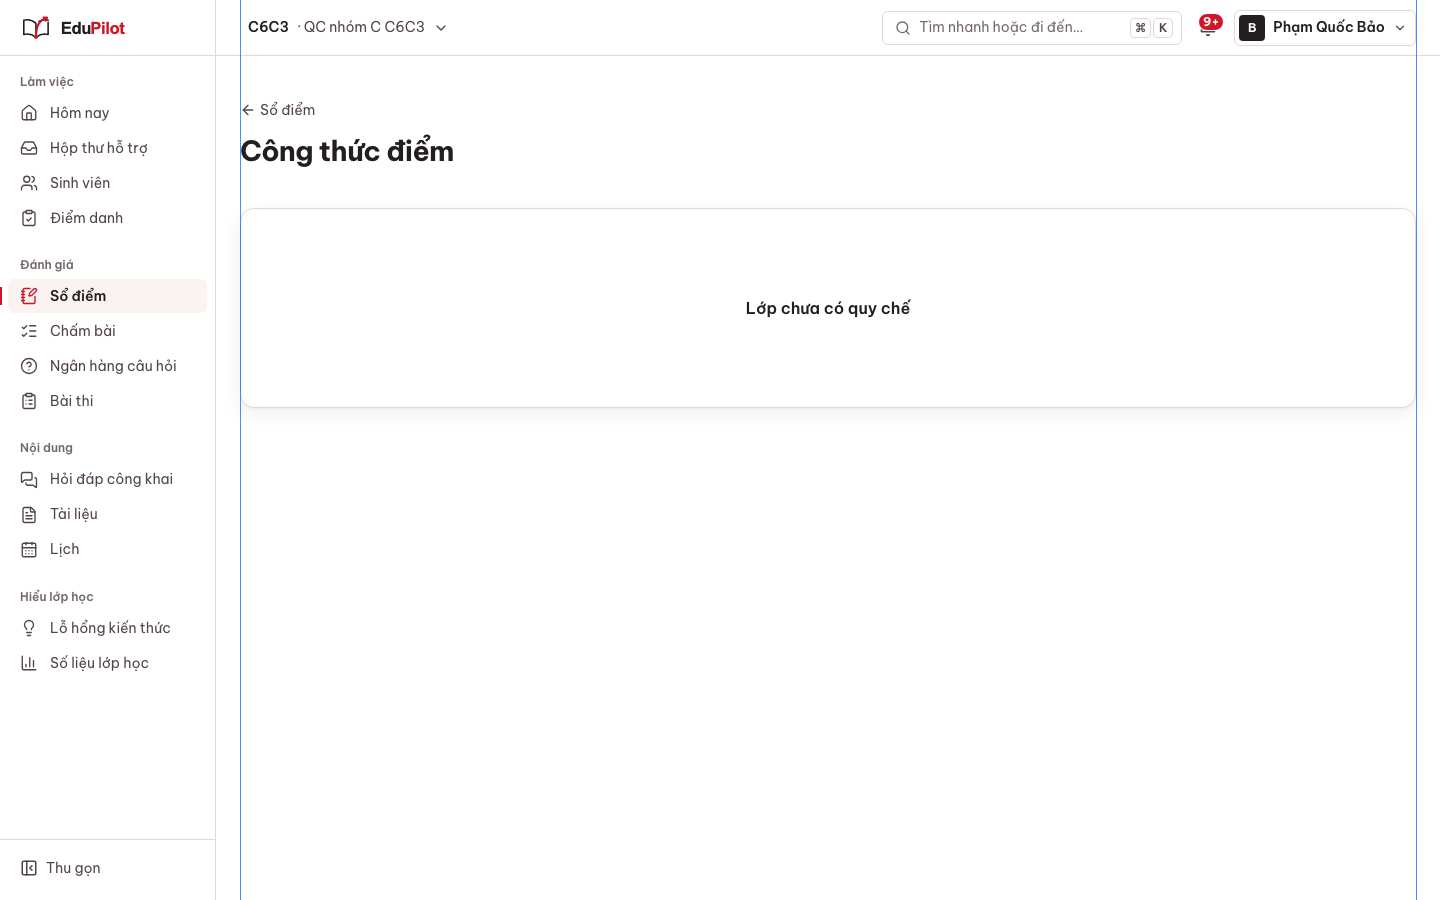 EduPilot
C6C3 · QC nhóm C C6C3
Tìm nhanh hoặc đi đến...
⌘ K
9+
B Phạm Quốc Bảo
Làm việc
Hôm nay
Hộp thư hỗ trợ
Sinh viên
Điểm danh
Đánh giá
Sổ điểm
Chấm bài
Ngân hàng câu hỏi
Bài thi
Nội dung
Hỏi đáp công khai
Tài liệu
Lịch
Hiểu lớp học
Lỗ hổng kiến thức
Số liệu lớp học
Thu gọn
← Sổ điểm
Công thức điểm
Lớp chưa có quy chế